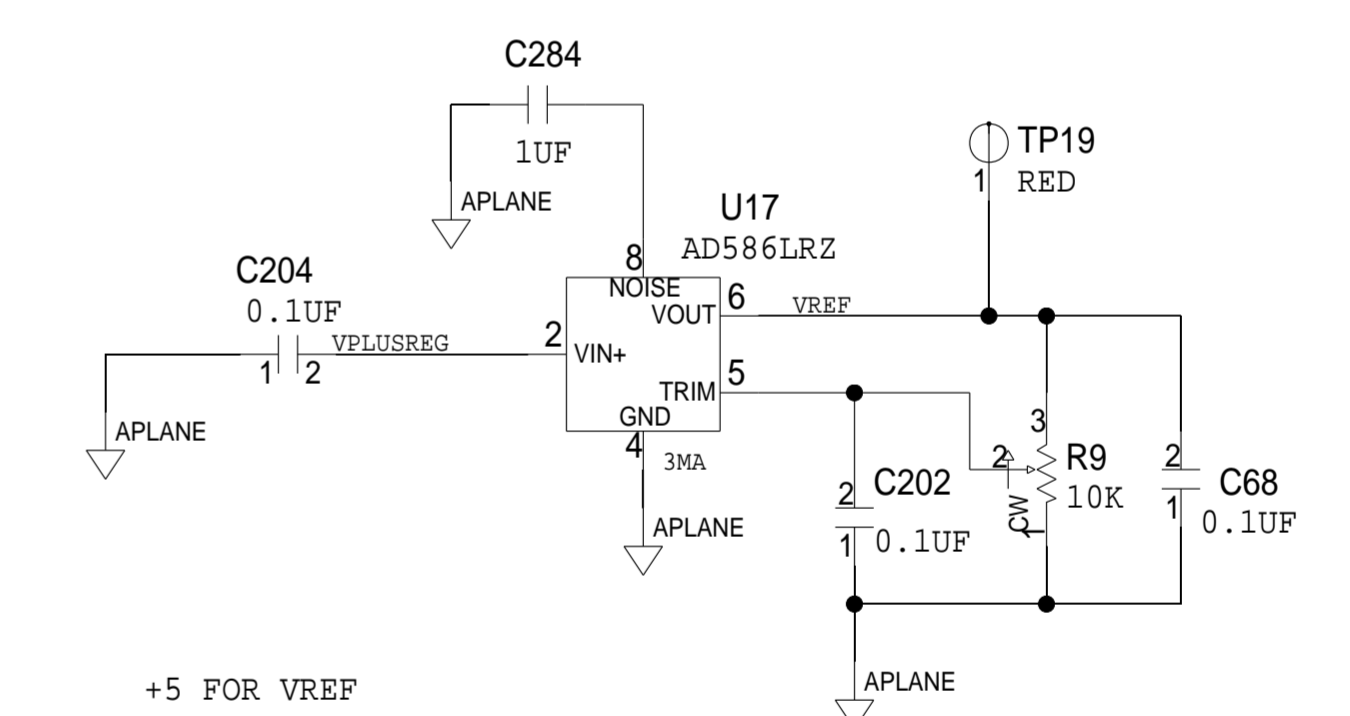 C284
1UF
APLANE
TP19
1
RED
U17
AD586LRZ
8
NOISE
C204
0.1UF
1
2
VPLUSREG
APLANE
2
VIN+
VOUT
6
VREF
TRIM
5
GND
4
3MA
APLANE
3
2
R9
10K
CW
1
2
C202
0.1UF
1
2
C68
0.1UF
1
APLANE
+5 FOR VREF